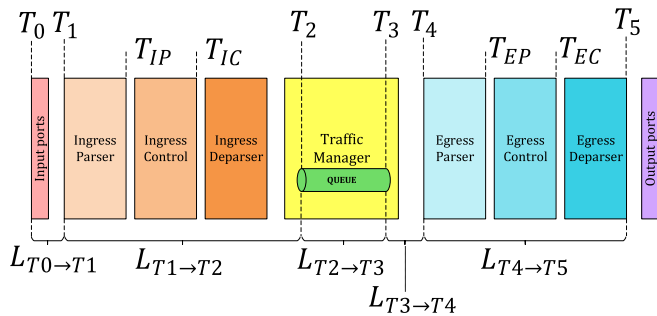 T0 T1 T2 T3 T4 T5
TIP TIC TEP TEC
Input ports
Ingress
Parser
Ingress
Control
Ingress
Deparser
Traffic
Manager
QUEUE
Egress
Parser
Egress
Control
Egress
Deparser
Output ports
LT0→T1 LT1→T2 LT2→T3 LT4→T5
LT3→T4